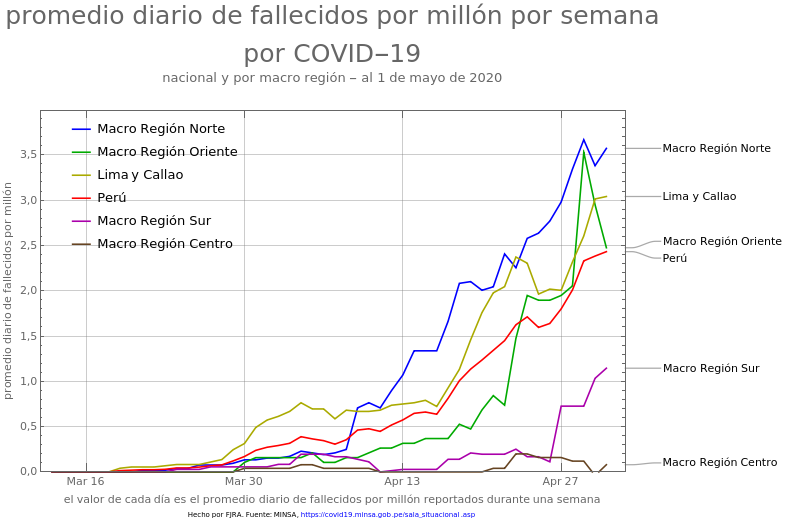 promedio diario de fallecidos por millón por semana
por COVID‒19
nacional y por macro región ‒ al 1 de mayo de 2020
Macro Región Norte
Macro Región Oriente
Lima y Callao
Perú
Macro Región Sur
Macro Región Centro
promedio diario de fallecidos por millón
3,5
3,0
2,5
2,0
1,5
1,0
0,5
0,0
Mar 16
Mar 30
Apr 13
Apr 27
Macro Región Norte
Lima y Callao
Macro Región Oriente
Perú
Macro Región Sur
Macro Región Centro
el valor de cada día es el promedio diario de fallecidos por millón reportados durante una semana
Hecho por FJRA. Fuente: MINSA, https://covid19.minsa.gob.pe/sala_situacional.asp